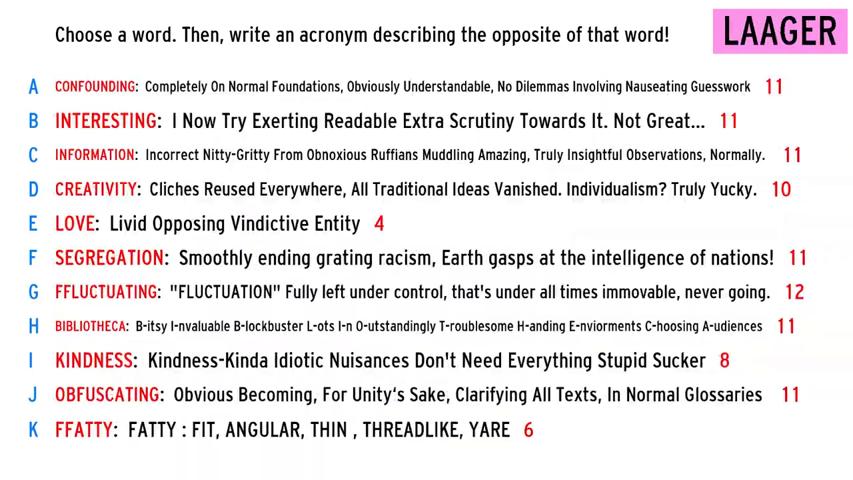 Choose a word. Then, write an acronym describing the opposite of that word!
LAAGER
A CONFOUNDING: Completely On Normal Foundations, Obviously Understandable, No Dilemmas Involving Nauseating Guesswork 11
B INTERESTING: I Now Try Exerting Readable Extra Scrutiny Towards It. Not Great... 11
C INFORMATION: Incorrect Nitty-Gritty From Obnoxious Ruffians Muddling Amazing, Truly Insightful Observations, Normally. 11
D CREATIVITY: Cliches Reused Everywhere, All Traditional Ideas Vanished. Individualism? Truly Yucky. 10
E LOVE: Livid Opposing Vindictive Entity 4
F SEGREGATION: Smoothly ending grating racism, Earth gasps at the intelligence of nations! 11
G FFLUCTUATING: "FLUCTUATION" Fully left under control, that's under all times immovable, never going. 12
H BIBLIOTHECA: B-itsy I-nvaluable B-lockbuster L-ots I-n O-utstandingly T-roublesome H-anding E-nviorments C-hoosing A-udiences 11
I KINDNESS: Kindness-Kinda Idiotic Nuisances Don't Need Everything Stupid Sucker 8
J OBFUSCATING: Obvious Becoming, For Unity's Sake, Clarifying All Texts, In Normal Glossaries 11
K FFATTY: FATTY : FIT, ANGULAR, THIN , THREADLIKE, YARE 6